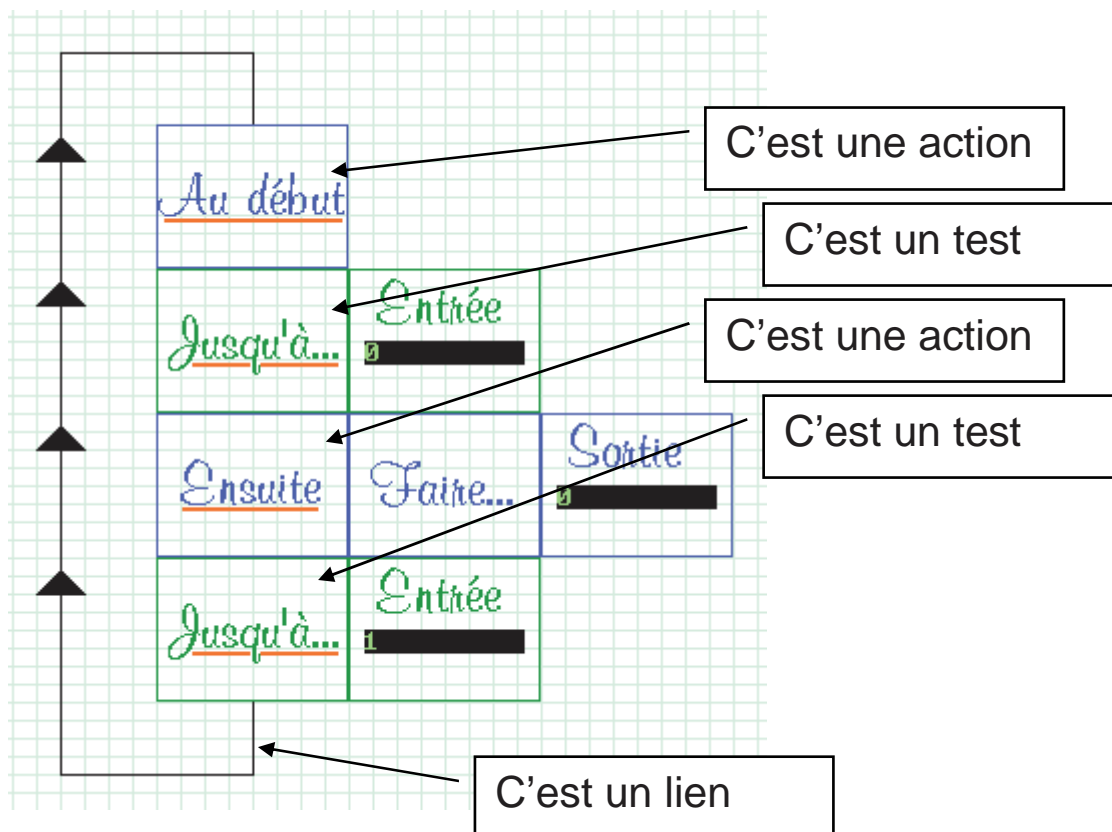 Au début
C'est une action
Jusqu'à...
Entrée
0
C'est un test
Ensuite
Faire...
Sortie
0
C'est une action
Jusqu'à...
Entrée
1
C'est un test
C'est un lien